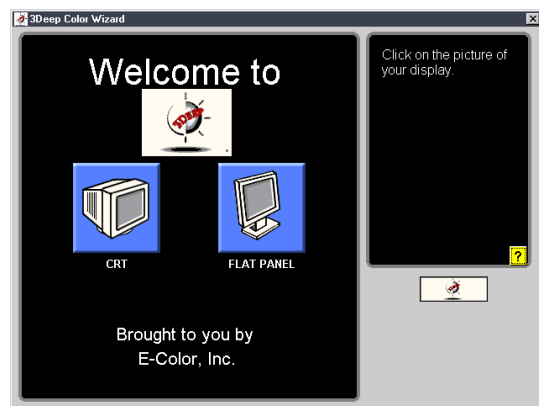 3Deep Color Wizard
Welcome to
3DEEP
CRT
FLAT PANEL
Brought to you by
E-Color, Inc.
Click on the picture of
your display.
?